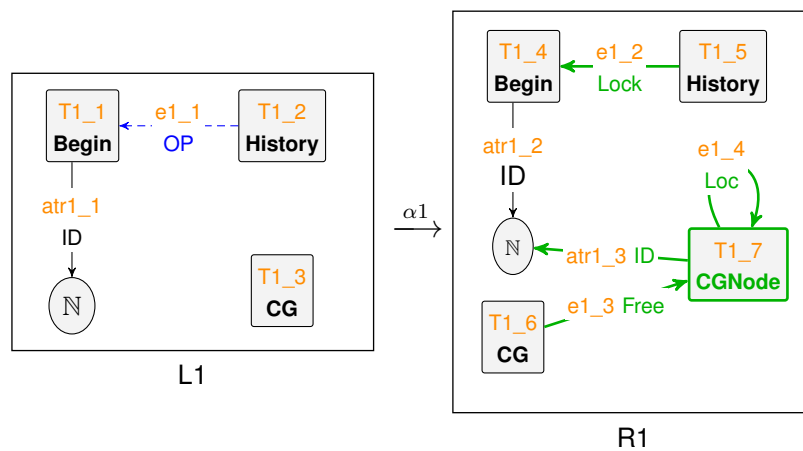 T1_1
Begin
e1_1
OP
T1_2
History
atr1_1
ID
ℕ
T1_3
CG
L1
α1
T1_4
Begin
e1_2
Lock
T1_5
History
atr1_2
ID
ℕ
e1_4
Loc
atr1_3 ID
T1_7
CGNode
e1_3 Free
T1_6
CG
R1